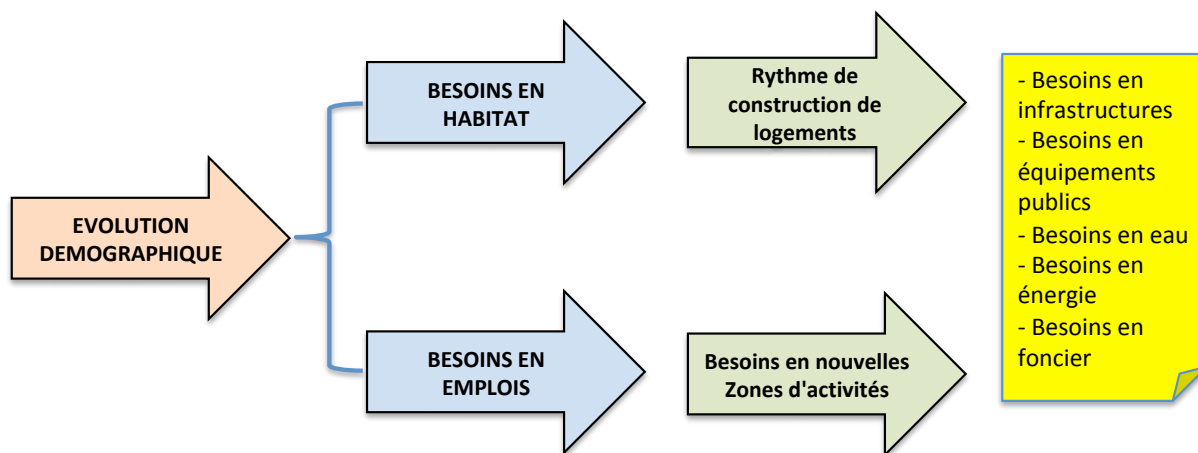 EVOLUTION
DEMOGRAPHIQUE
BESOINS EN
HABITAT
Rythme de
construction de
logements
BESOINS EN
EMPLOIS
Besoins en nouvelles
Zones d'activités
- Besoins en
infrastructures
- Besoins en
équipements
publics
- Besoins en eau
- Besoins en
énergie
- Besoins en
foncier